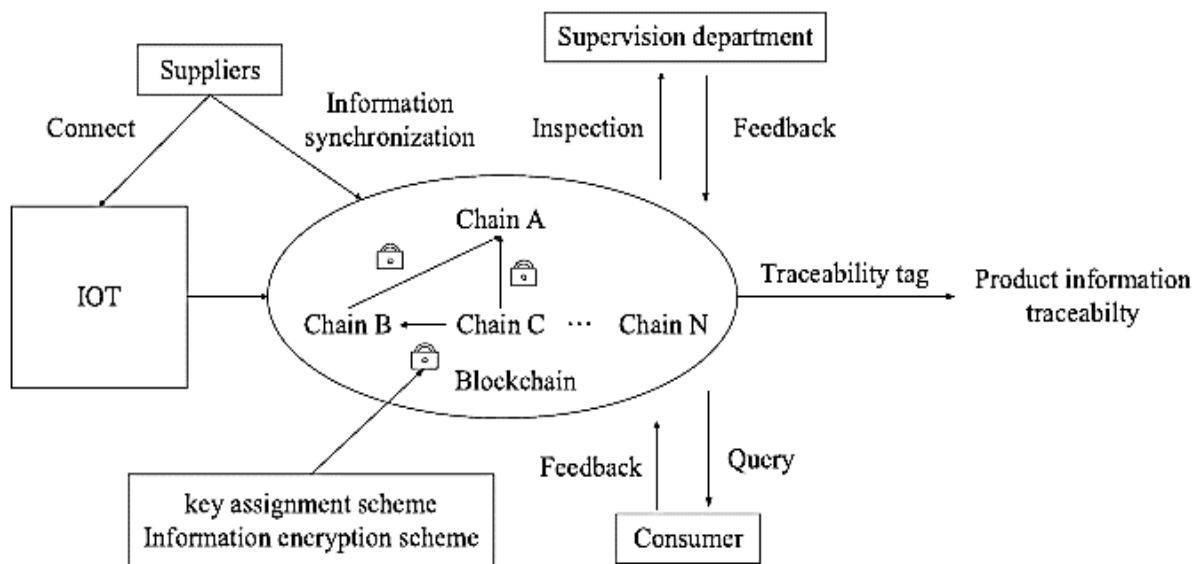 Supervision department
Suppliers
Connect
Information
synchronization
Inspection
Feedback
Chain A
IOT
Traceability tag
Product information
traceabilty
Chain B
Chain C
...
Chain N
Blockchain
Feedback
Query
key assignment scheme
Information encryption scheme
Consumer